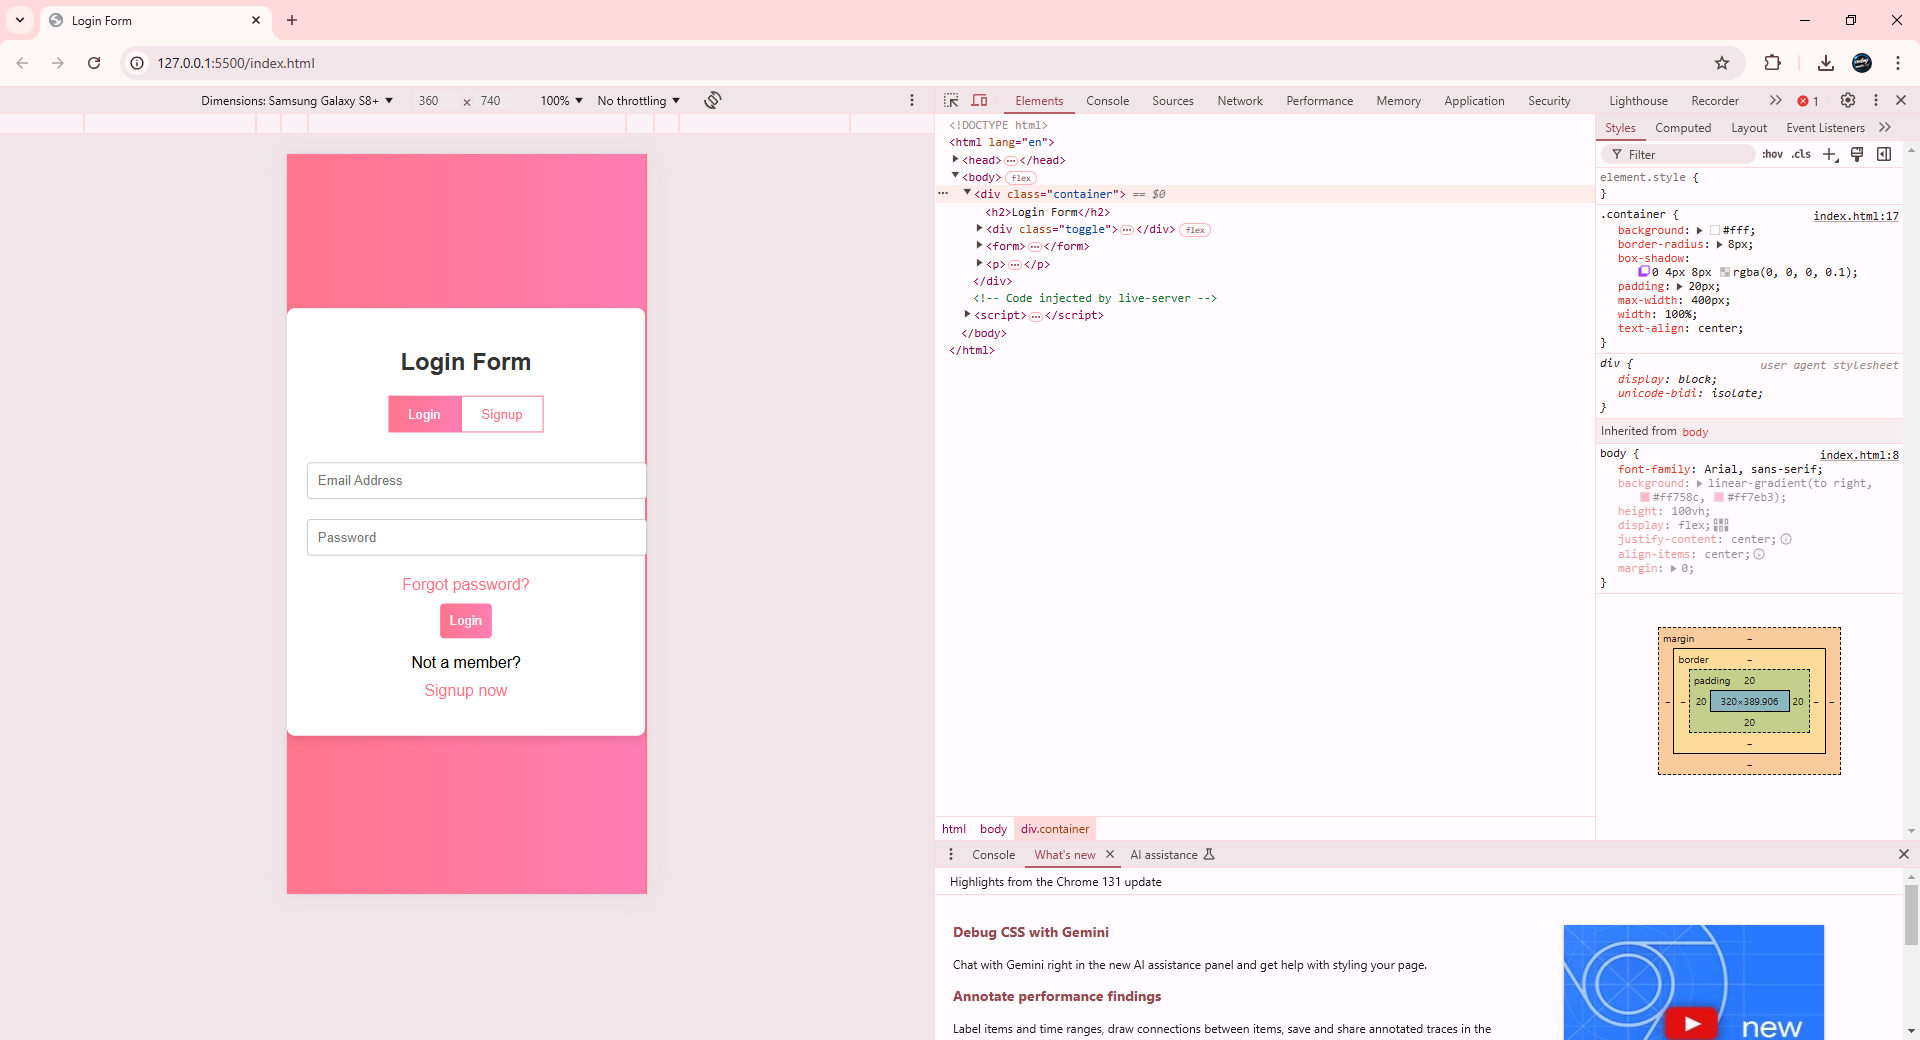 Login Form
127.0.0.1:5500/index.html
Dimensions: Samsung Galaxy S8+ 360 × 740 100% No throttling
Login Form
Login Signup
Email Address
Password
Forgot password?
Login
Not a member?
Signup now
Elements Console Sources Network Performance Memory Application Security Lighthouse Recorder 1
<!DOCTYPE html>
<html lang="en">
<head> … </head>
<body> flex
… <div class="container"> == $0
<h2>Login Form</h2>
<div class="toggle"> … </div> flex
<form> … </form>
<p> … </p>
</div>
<!-- Code injected by live-server -->
<script> … </script>
</body>
</html>
html body div.container
Styles Computed Layout Event Listeners
Filter :hov .cls
element.style {
}
.container { index.html:17
background: #fff;
border-radius: 8px;
box-shadow:
0 4px 8px rgba(0, 0, 0, 0.1);
padding: 20px;
max-width: 400px;
width: 100%;
text-align: center;
}
div { user agent stylesheet
display: block;
unicode-bidi: isolate;
}
Inherited from body
body { index.html:8
font-family: Arial, sans-serif;
background: linear-gradient(to right,
#ff758c, #ff7eb3);
height: 100vh;
display: flex;
justify-content: center;
align-items: center;
margin: 0;
}
margin –
border –
padding 20
– – 20 320×389.906 20 – –
20
–
–
Console What's new AI assistance
Highlights from the Chrome 131 update
Debug CSS with Gemini
Chat with Gemini right in the new AI assistance panel and get help with styling your page.
Annotate performance findings
Label items and time ranges, draw connections between items, save and share annotated traces in the
new